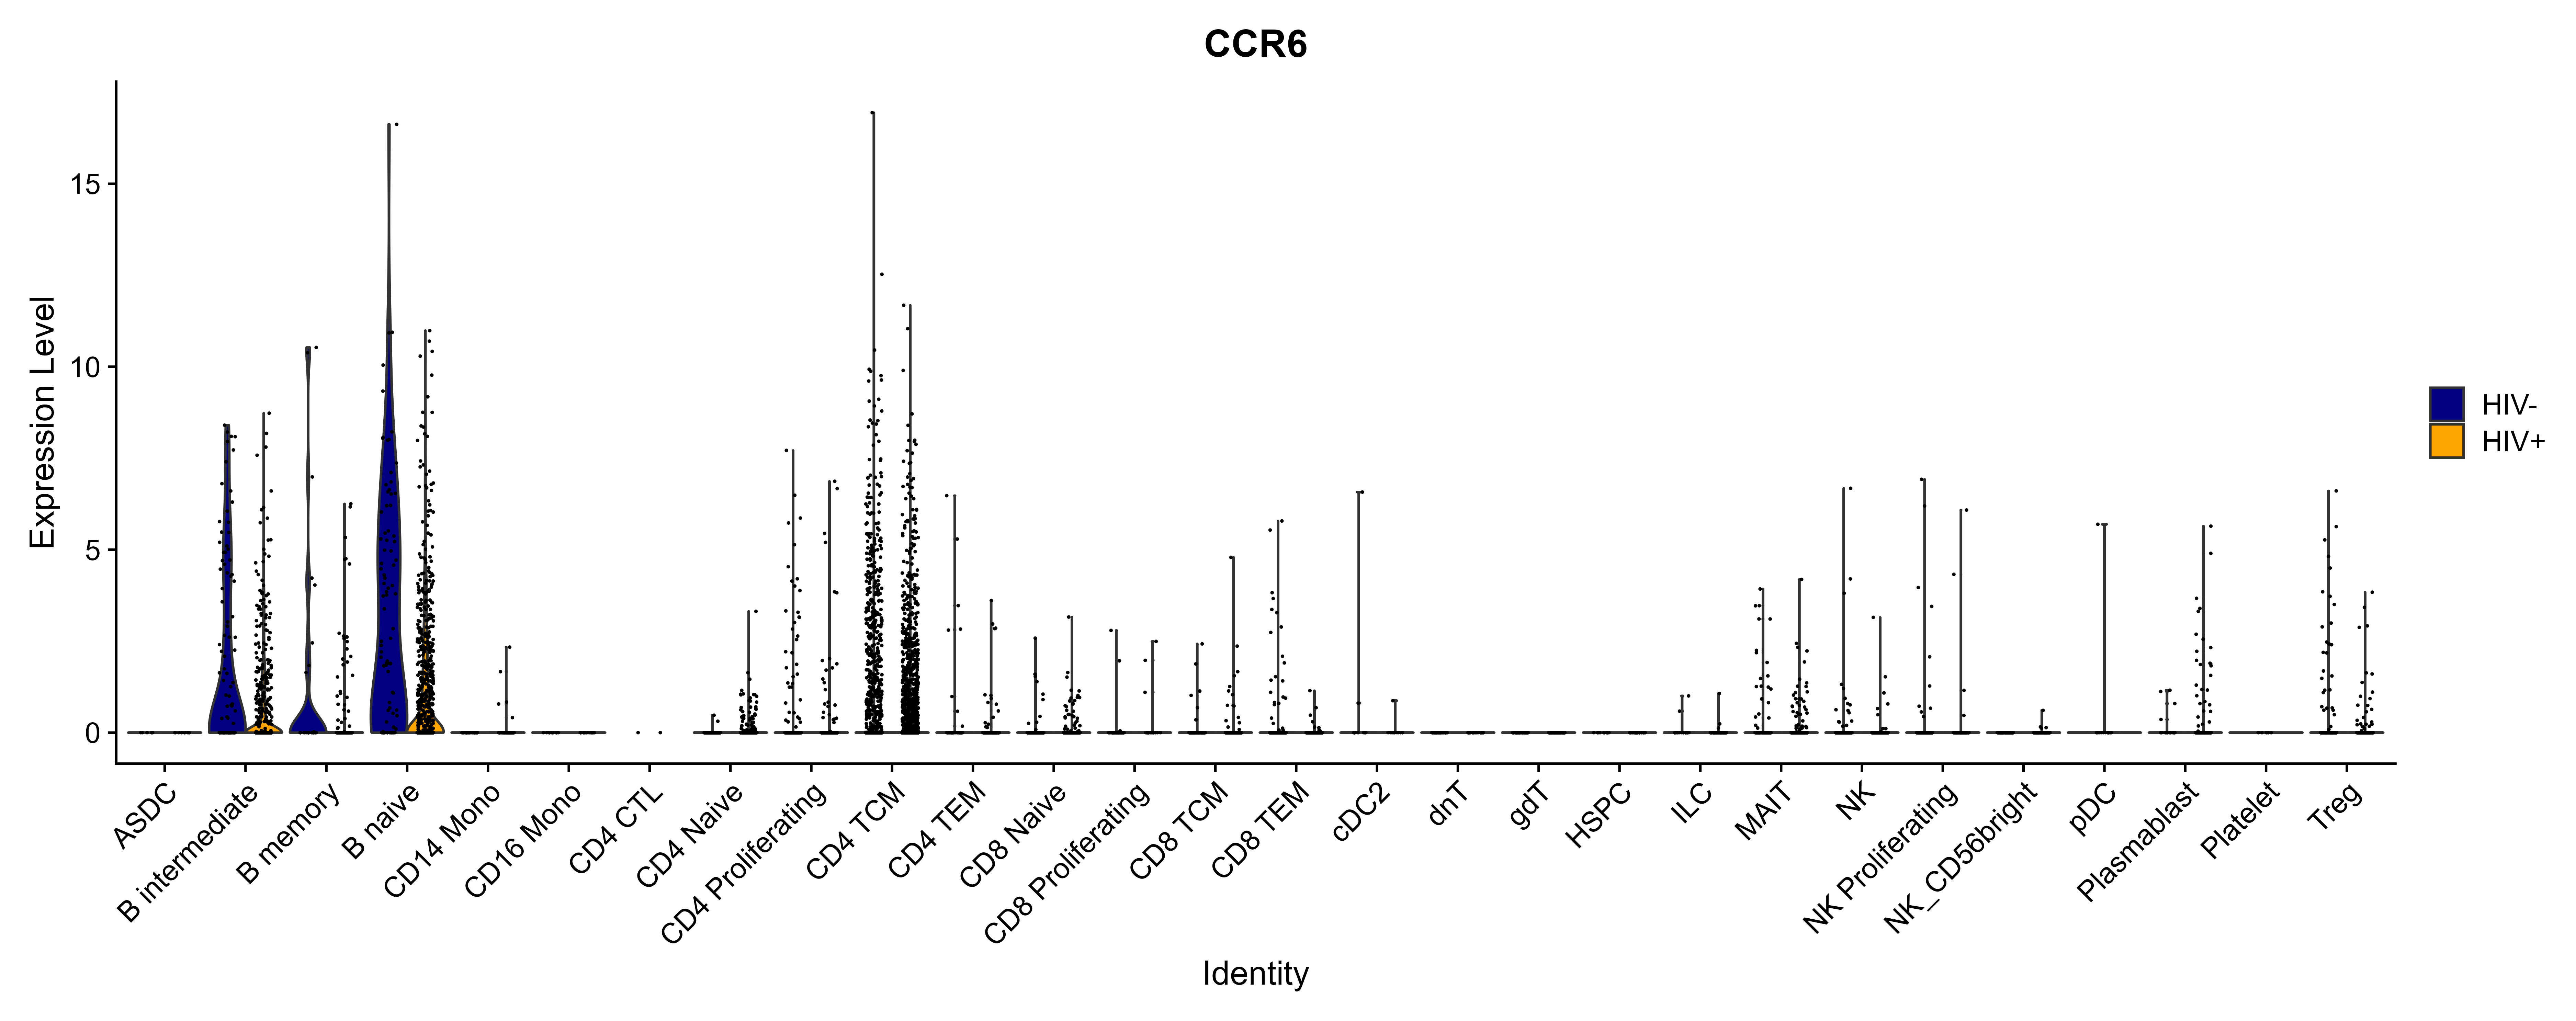 CCR6
Expression Level
15
10
5
0
HIV-
HIV+
ASDC
B intermediate
B memory
B naive
CD14 Mono
CD16 Mono
CD4 CTL
CD4 Naive
CD4 Proliferating
CD4 TCM
CD4 TEM
CD8 Naive
CD8 Proliferating
CD8 TCM
CD8 TEM
cDC2
dnT
gdT
HSPC
ILC
MAIT
NK
NK Proliferating
NK_CD56bright
pDC
Plasmablast
Platelet
Treg
Identity